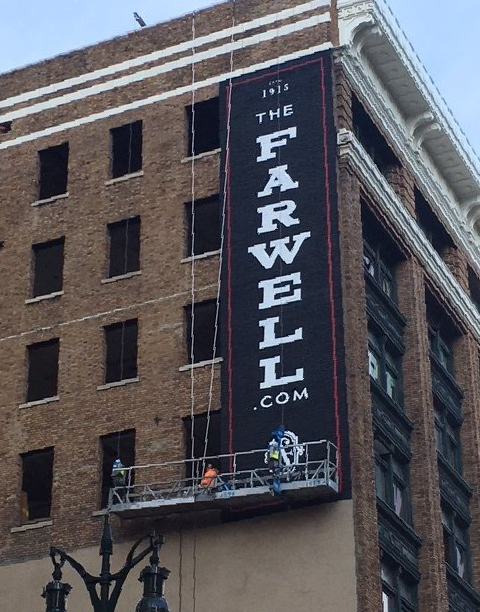 ESTD.
1915
THE
FARWELL
.COM